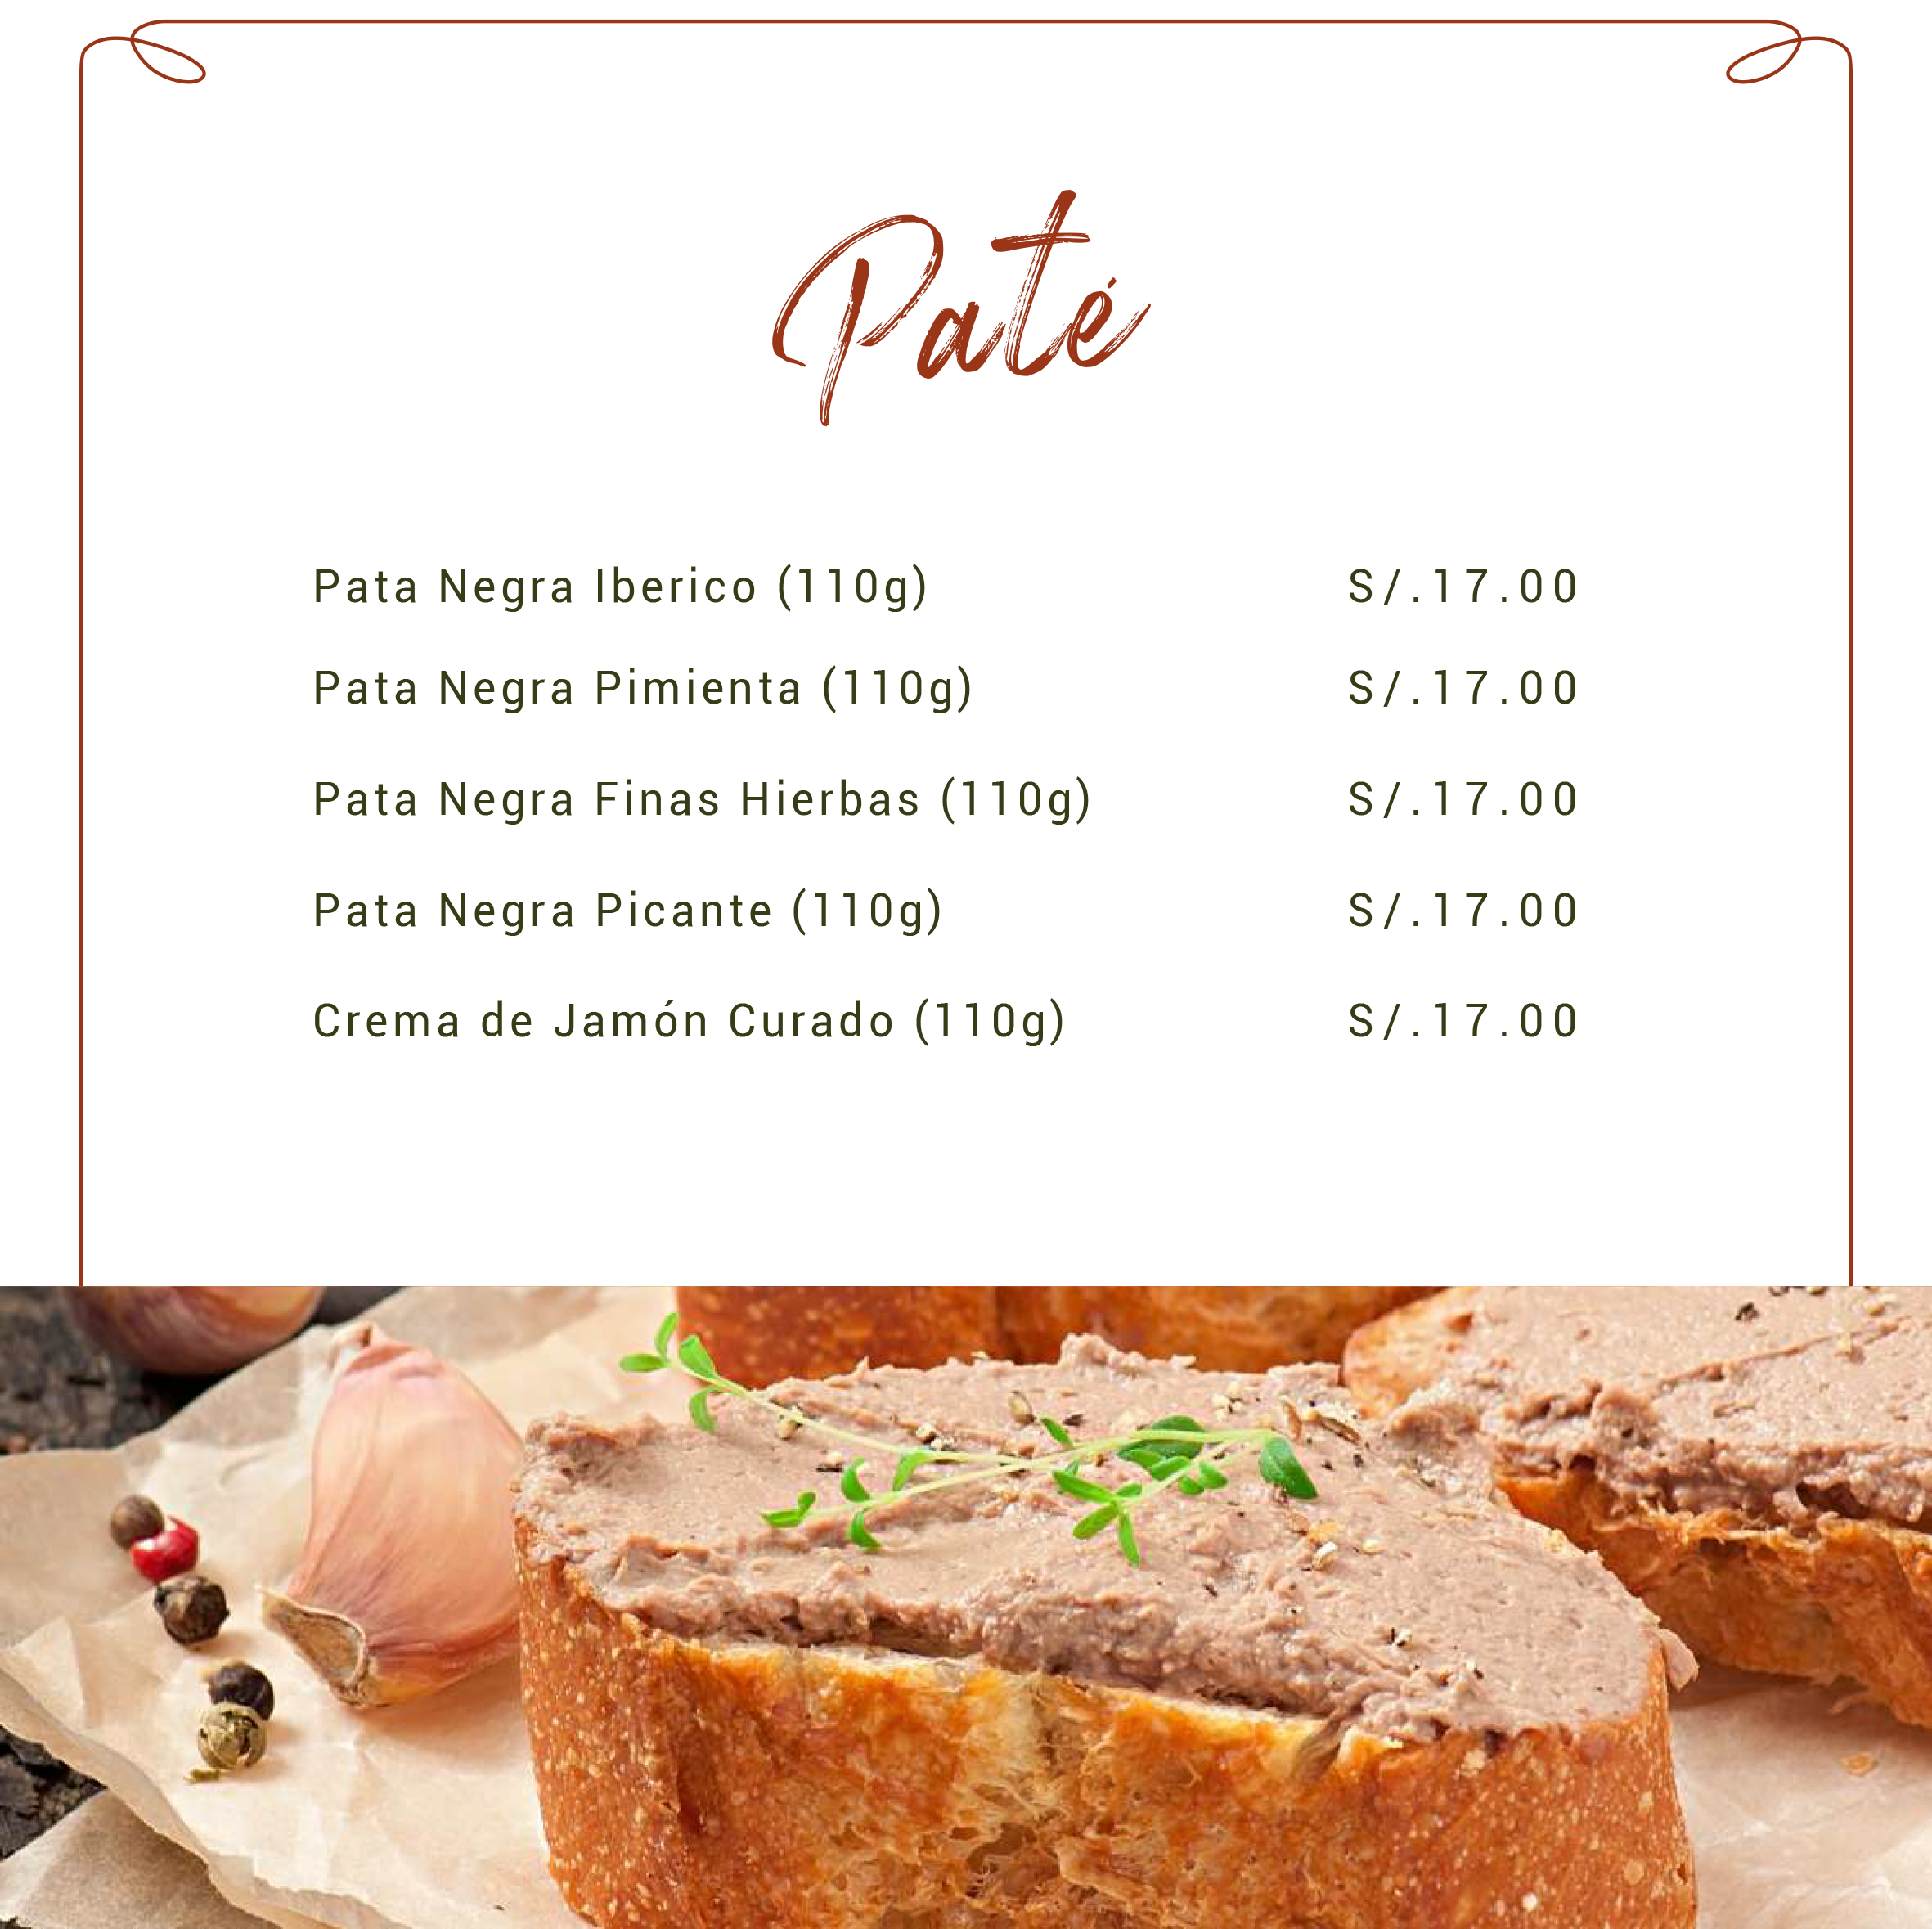 Paté
Pata Negra Iberico (110g) S/.17.00
Pata Negra Pimienta (110g) S/.17.00
Pata Negra Finas Hierbas (110g) S/.17.00
Pata Negra Picante (110g) S/.17.00
Crema de Jamón Curado (110g) S/.17.00